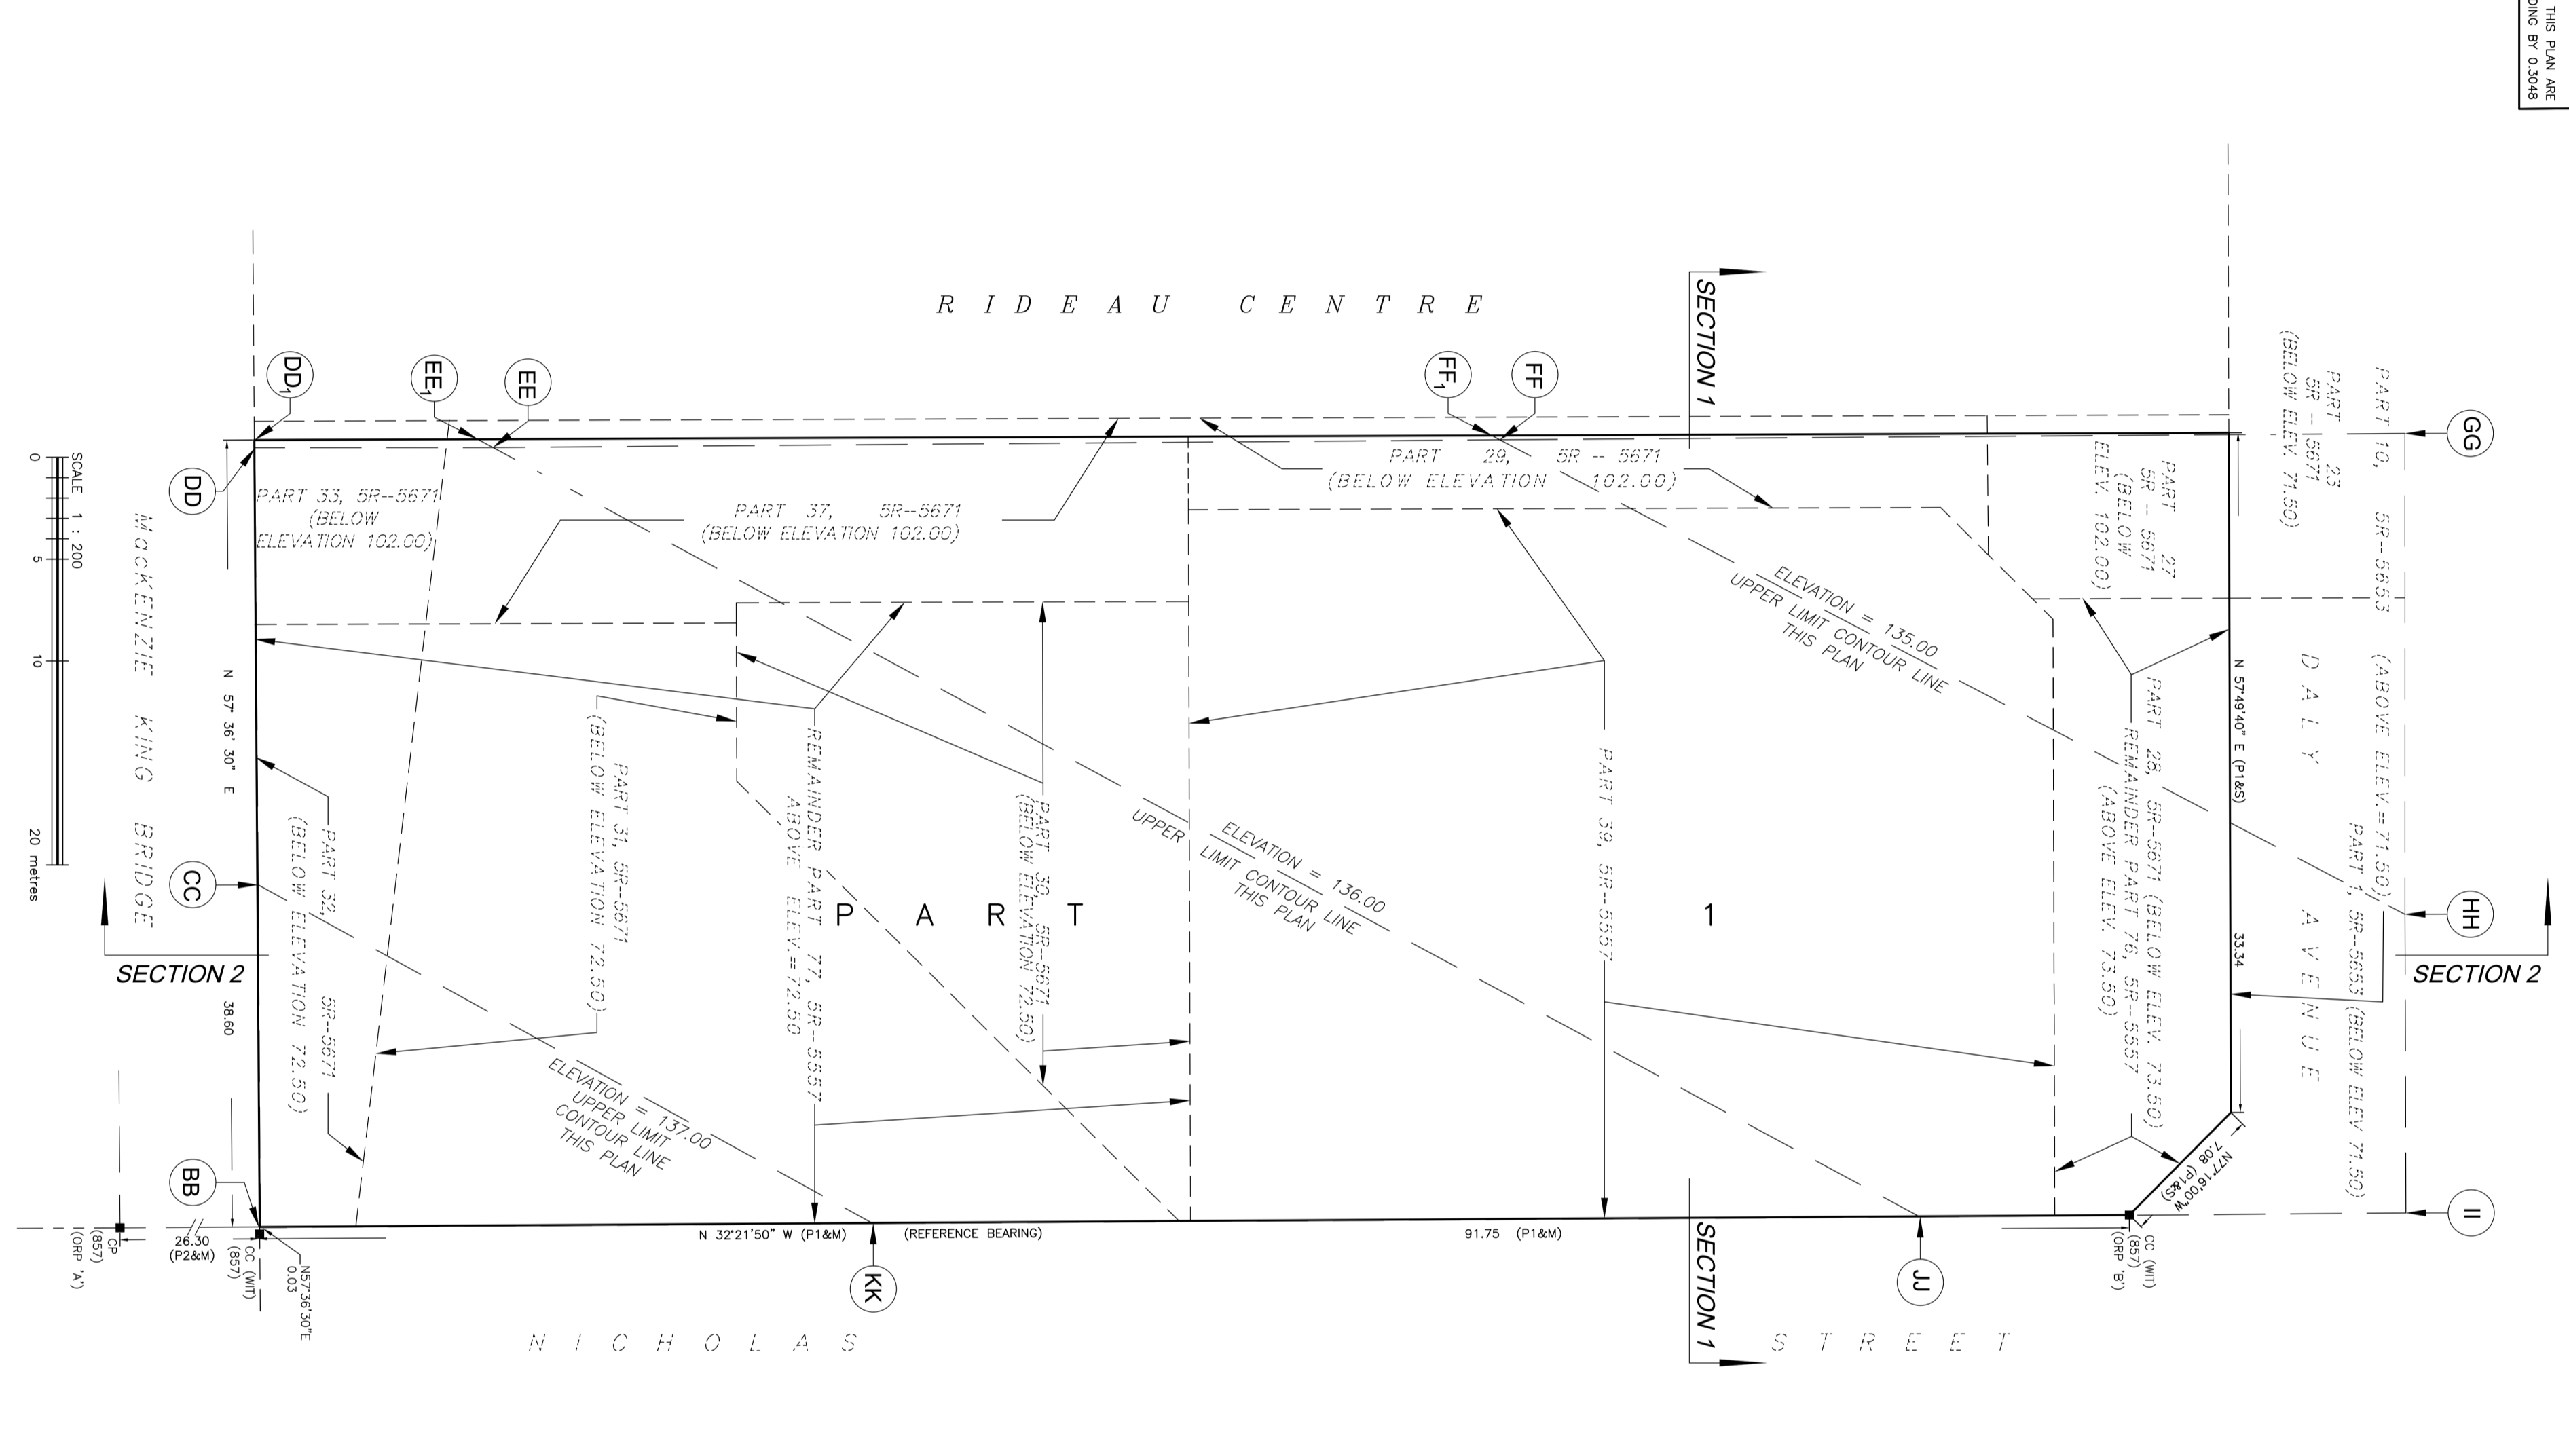 THIS PLAN ARE
DING BY 0.3048
RIDEAU CENTRE
SECTION 1
DD1
EE1
EE
FF1
FF
GG
DD
PART 33, 5R--5671
(BELOW
ELEVATION 102.00)
PART 37, 5R--5671
(BELOW ELEVATION 102.00)
PART 29, 5R -- 5671
(BELOW ELEVATION 102.00)
PART 27
5R -- 5671
(BELOW
ELEV. 102.00)
PART 23
5R -- 5671
(BELOW ELEV. 71.50)
PART 10, 5R--5653 (ABOVE ELEV.=71.50)
PART 1, 5R--5653 (BELOW ELEV 71.50)
DALY AVENUE
N 57°49'40" E (P1&S)
33.34
SCALE 1 : 200
0 5 10 20 metres
MacKENZIE KING BRIDGE
N 57° 36' 30" E
38.60
ELEVATION = 135.00
UPPER LIMIT CONTOUR LINE
THIS PLAN
PART 28, 5R--5671 (BELOW ELEV. 73.50)
REMAINDER PART 76, 5R--5557
(ABOVE ELEV. 73.50)
PART 31, 5R--5671
(BELOW ELEVATION 72.50)
REMAINDER PART 77, 5R--5557
ABOVE ELEV.=72.50
PART 30, 5R--5671
(BELOW ELEVATION 72.50)
PART 39, 5R--5557
PART 32, 5R--5671
(BELOW ELEVATION 72.50)
ELEVATION = 136.00
UPPER LIMIT CONTOUR LINE
THIS PLAN
PART 1
CC
HH
SECTION 2
SECTION 2
ELEVATION = 137.00
UPPER LIMIT
CONTOUR LINE
THIS PLAN
BB
II
N77°16'00"W
7.08 (P1&S)
N 32°21'50" W (P1&M) (REFERENCE BEARING) 91.75 (P1&M)
CP
(857)
(ORP 'A')
26.30
(P2&M)
CC (WIT)
(857)
N57°36'30"E
0.03
CC (WIT)
(857)
(ORP 'B')
KK
JJ
SECTION 1
NICHOLAS STREET